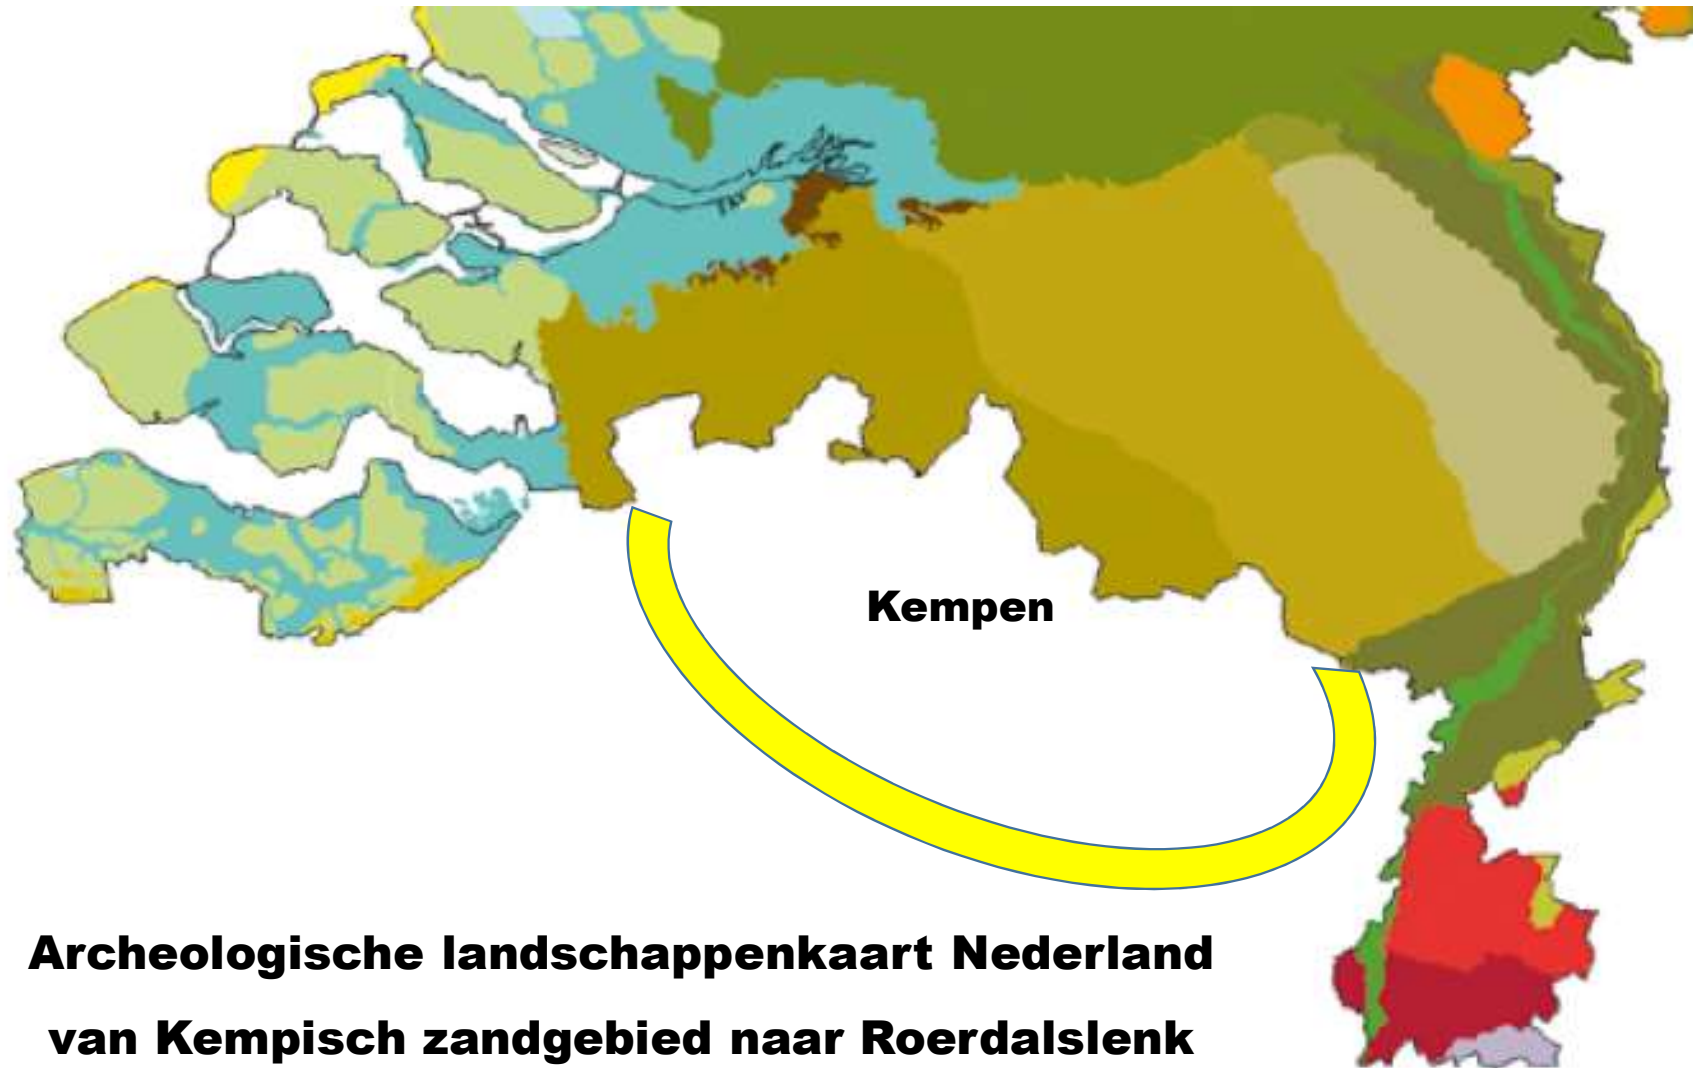 Kempen
Archeologische landschappenkaart Nederland
van Kempisch zandgebied naar Roerdalslenk